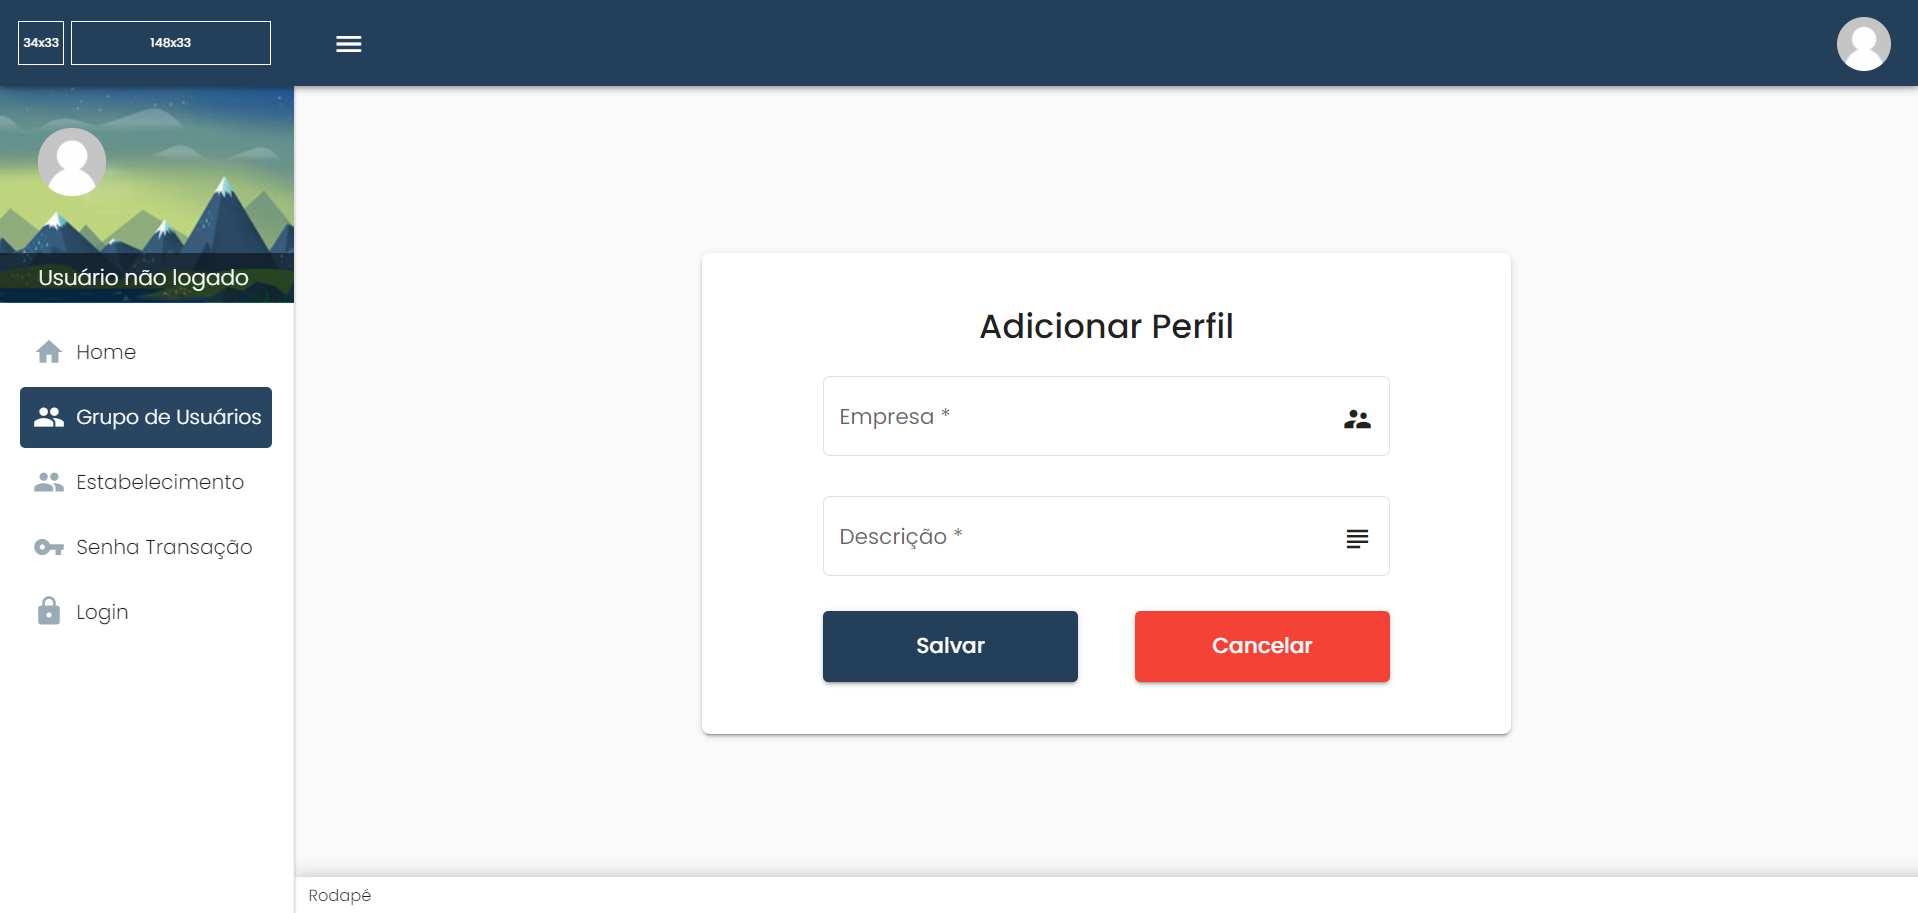 34x33
148x33
Usuário não logado
Home
Grupo de Usuários
Estabelecimento
Senha Transação
Login
Adicionar Perfil
Empresa *
Descrição *
Salvar
Cancelar
Rodapé